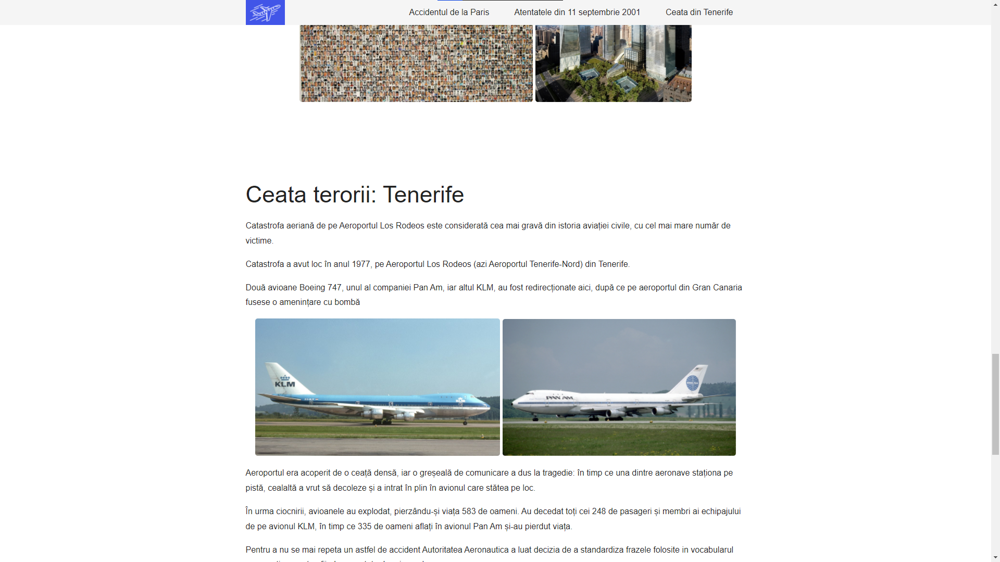 Accidentul de la Paris
Atentatele din 11 septembrie 2001
Ceata din Tenerife
Ceata terorii: Tenerife
Catastrofa aeriană de pe Aeroportul Los Rodeos este considerată cea mai gravă din istoria aviației civile, cu cel mai mare număr de
victime.
Catastrofa a avut loc în anul 1977, pe Aeroportul Los Rodeos (azi Aeroportul Tenerife-Nord) din Tenerife.
Două avioane Boeing 747, unul al companiei Pan Am, iar altul KLM, au fost redirecționate aici, după ce pe aeroportul din Gran Canaria
fusese o amenințare cu bombă
KLM
PAN AM
Aeroportul era acoperit de o ceață densă, iar o greșeală de comunicare a dus la tragedie: în timp ce una dintre aeronave staționa pe
pistă, cealaltă a vrut să decoleze și a intrat în plin în avionul care stătea pe loc.
În urma ciocnirii, avioanele au explodat, pierzându-și viața 583 de oameni. Au decedat toți cei 248 de pasageri și membri ai echipajului
de pe avionul KLM, în timp ce 335 de oameni aflați în avionul Pan Am și-au pierdut viața.
Pentru a nu se mai repeta un astfel de accident Autoritatea Aeronautica a luat decizia de a standardiza frazele folosite in vocabularul